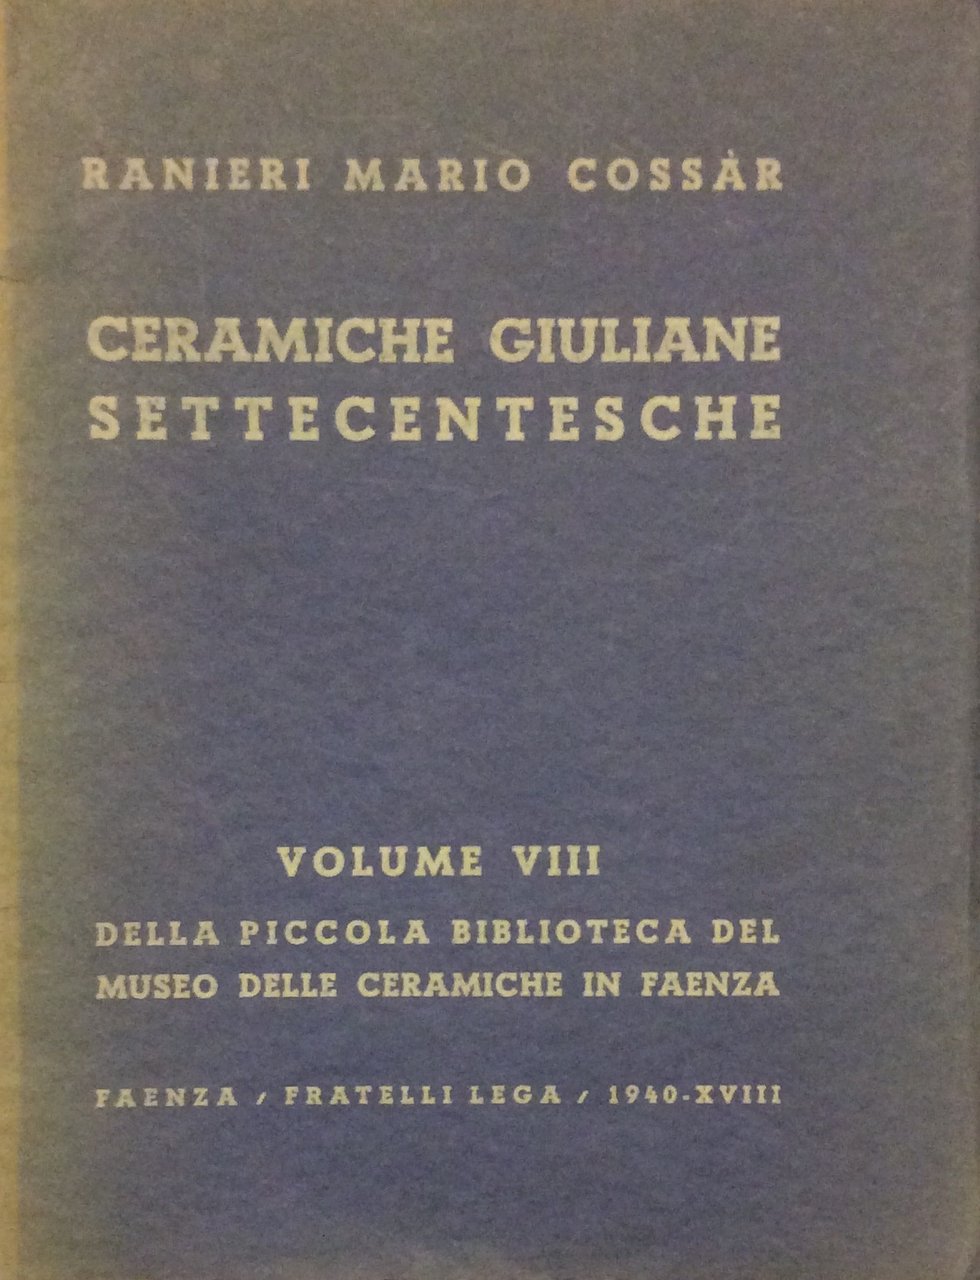 RANIERI MARIO COSSÀR
CERAMICHE GIULIANE
SETTECENTESCHE
VOLUME VIII
DELLA PICCOLA BIBLIOTECA DEL
MUSEO DELLE CERAMICHE IN FAENZA
FAENZA / FRATELLI LEGA / 1940-XVIII